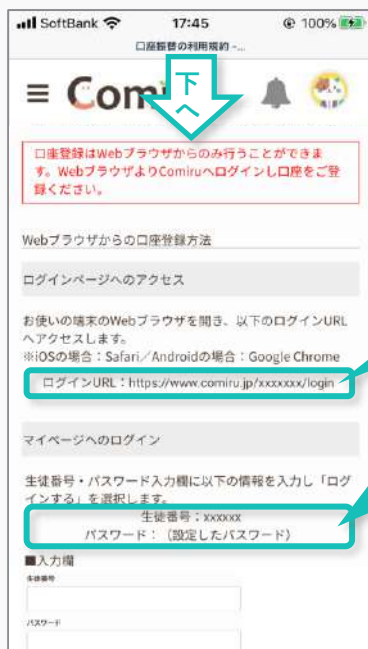 SoftBank 17:45 100%
口座振替の利用規約 -...
Com
下
へ
口座登録はWebブラウザからのみ行うことができま
す。WebブラウザよりComiruへログインし口座をご登
録ください。
Webブラウザからの口座登録方法
ログインページへのアクセス
お使いの端末のWebブラウザを開き、以下のログインURL
へアクセスします。
※iOSの場合：Safari／Androidの場合：Google Chrome
ログインURL：https://www.comiru.jp/xxxxxxx/login
マイページへのログイン
生徒番号・パスワード入力欄に以下の情報を入力し「ログ
インする」を選択します。
生徒番号：xxxxxx
パスワード：（設定したパスワード）
■入力欄
生徒番号
パスワード